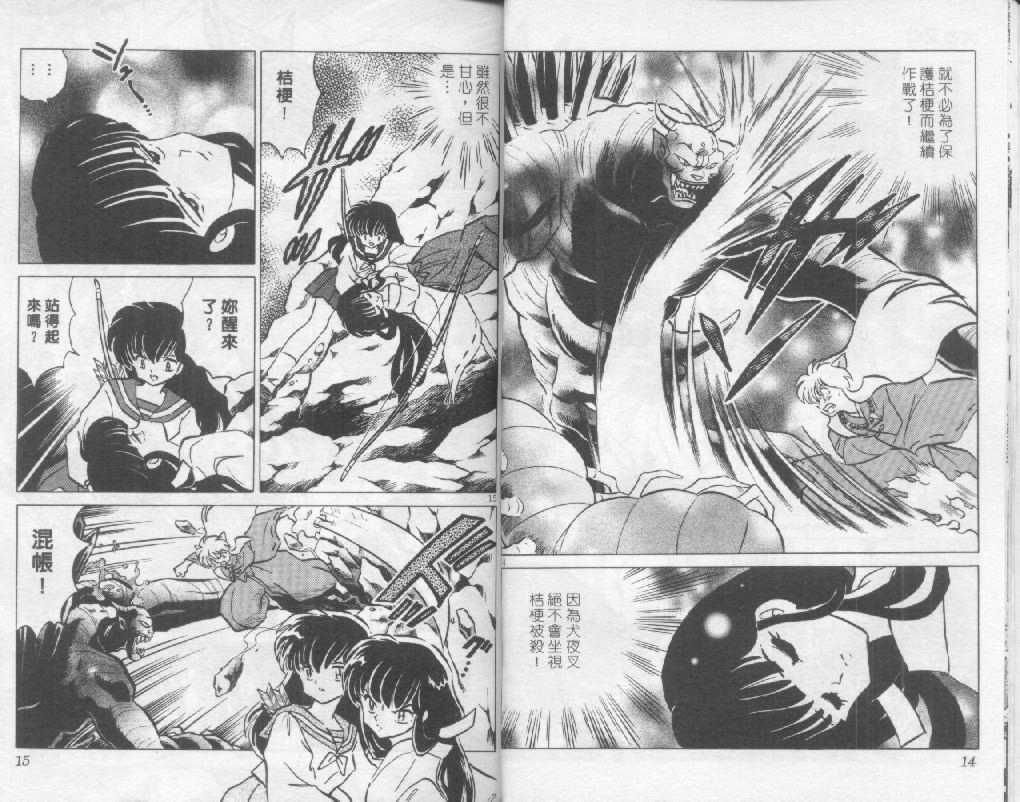 就不必為了保
護桔梗而繼續
作戰了！
因為犬夜叉
絕不會坐視
桔梗被殺！
14
雖然很不
甘心，但
是…
桔梗！
……
妳醒來
了？
站得起
來嗎？
混帳！
15